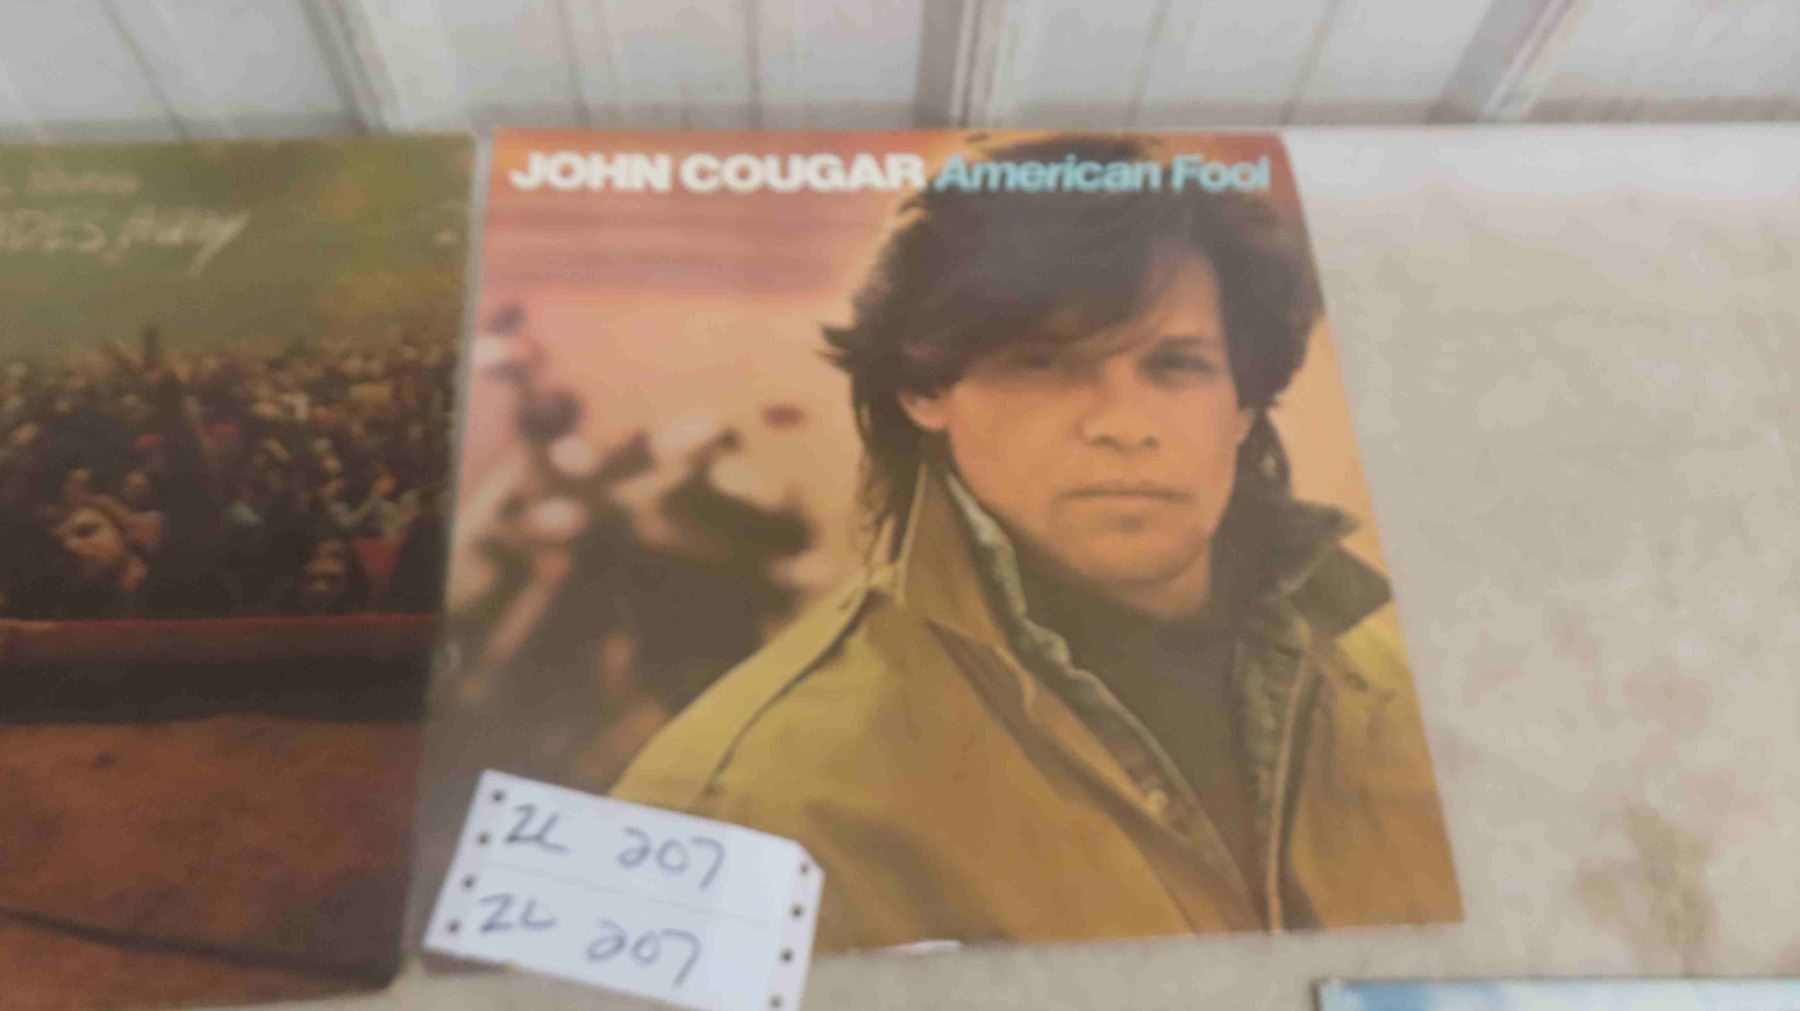 JOHN COUGAR American Fool
ZL 207
ZL 207